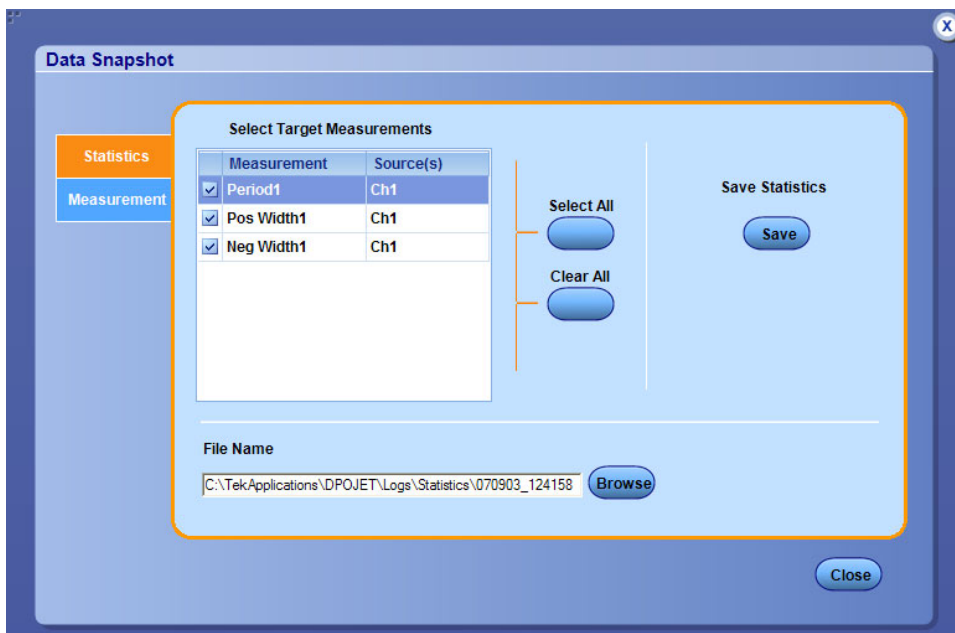 X
Data Snapshot
Statistics
Measurement
Select Target Measurements
Measurement Source(s)
Period1 Ch1
Pos Width1 Ch1
Neg Width1 Ch1
Select All
Clear All
Save Statistics
Save
File Name
C:\TekApplications\DPOJET\Logs\Statistics\070903_124158
Browse
Close